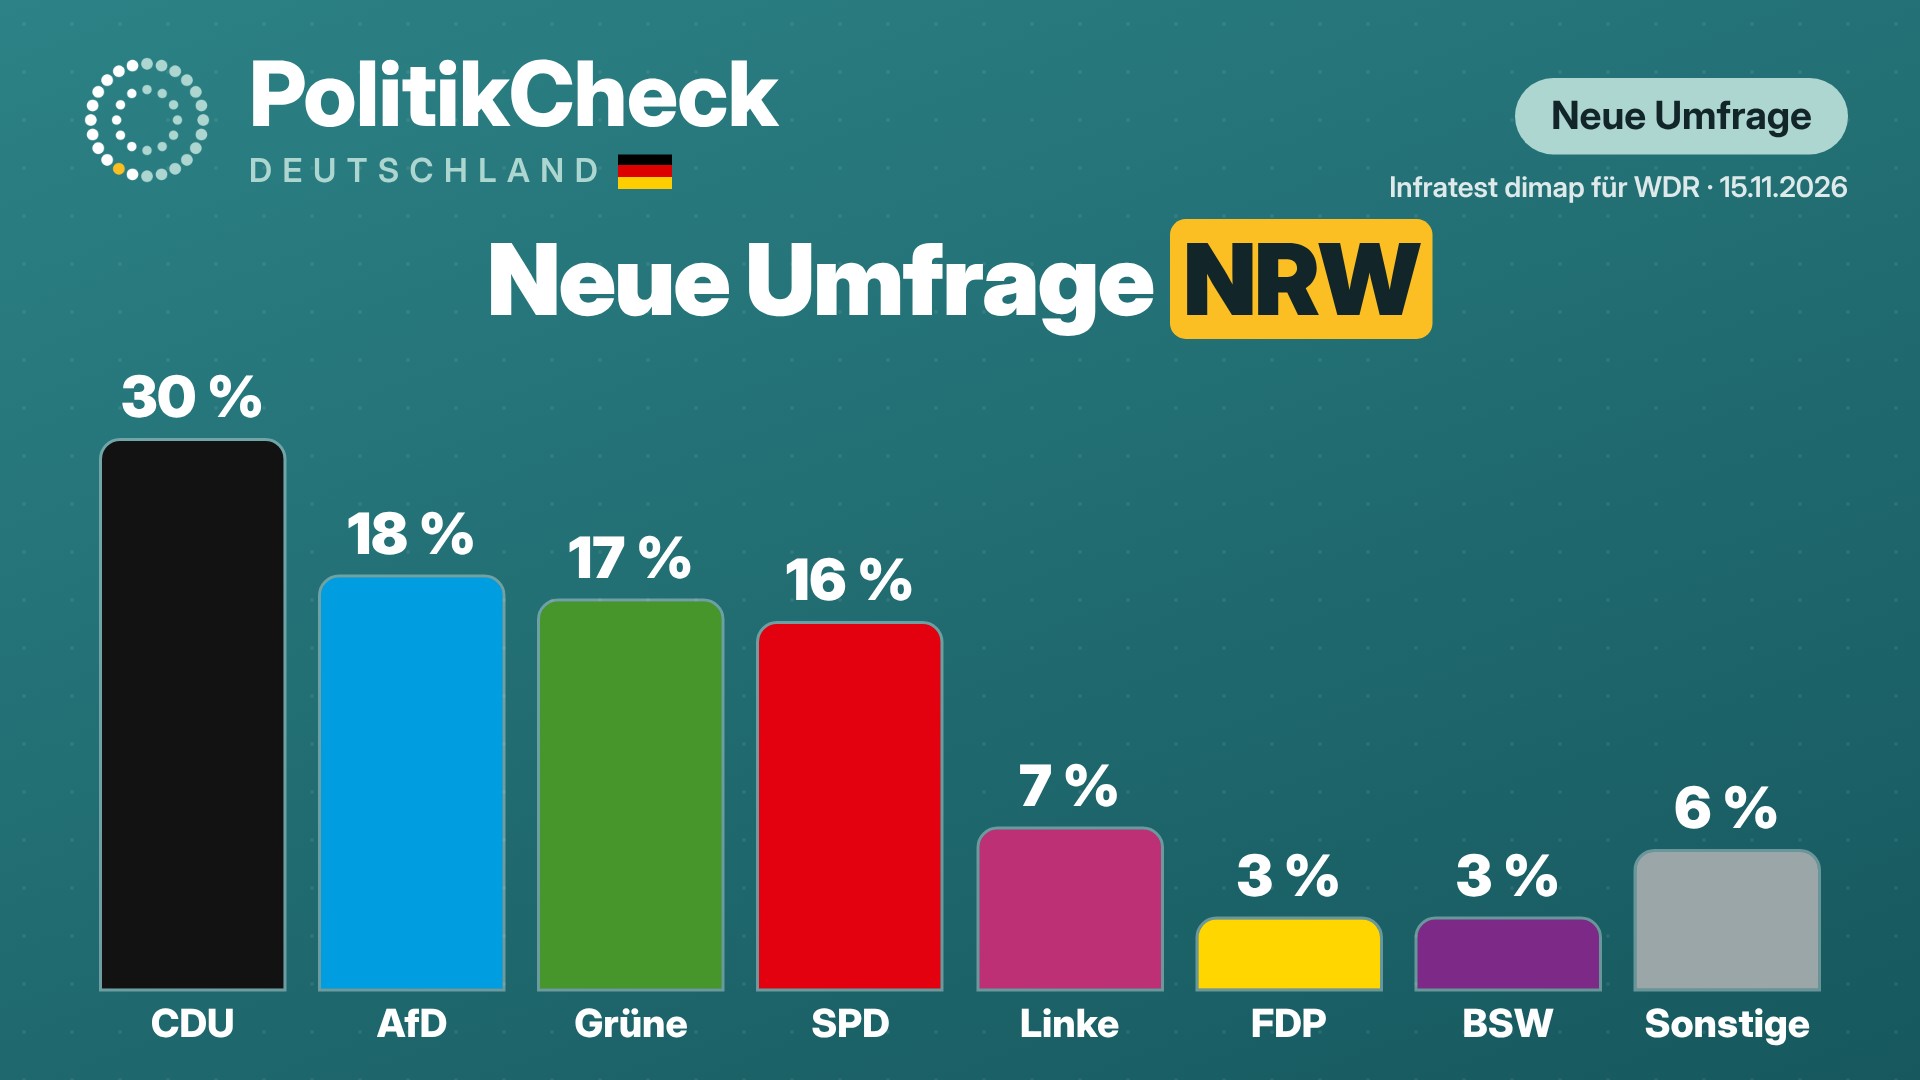 PolitikCheck
DEUTSCHLAND
Neue Umfrage
Infratest dimap für WDR · 15.11.2026
Neue Umfrage NRW
30 %
18 %
17 %
16 %
7 %
3 %
3 %
6 %
CDU
AfD
Grüne
SPD
Linke
FDP
BSW
Sonstige